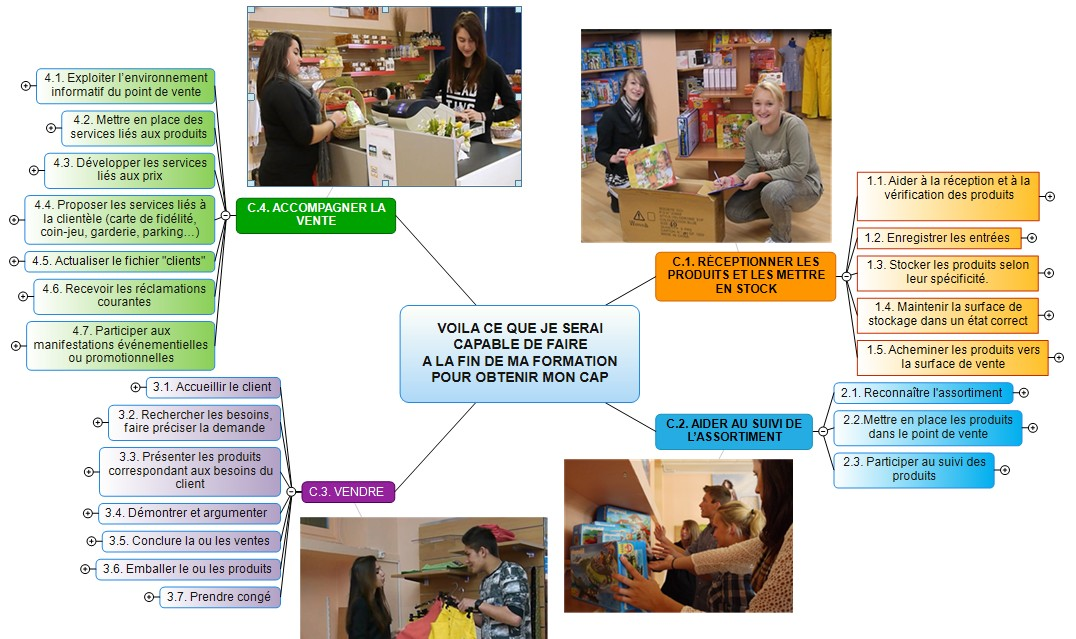 VOILA CE QUE JE SERAI
CAPABLE DE FAIRE
A LA FIN DE MA FORMATION
POUR OBTENIR MON CAP
C.1. RÉCEPTIONNER LES
PRODUITS ET LES METTRE
EN STOCK
1.1. Aider à la réception et à la
vérification des produits
1.2. Enregistrer les entrées
1.3. Stocker les produits selon
leur spécificité.
1.4. Maintenir la surface de
stockage dans un état correct
1.5. Acheminer les produits vers
la surface de vente
C.2. AIDER AU SUIVI DE
L'ASSORTIMENT
2.1. Reconnaître l'assortiment
2.2.Mettre en place les produits
dans le point de vente
2.3. Participer au suivi des
produits
C.3. VENDRE
3.1. Accueillir le client
3.2. Rechercher les besoins,
faire préciser la demande
3.3. Présenter les produits
correspondant aux besoins du
client
3.4. Démontrer et argumenter
3.5. Conclure la ou les ventes
3.6. Emballer le ou les produits
3.7. Prendre congé
C.4. ACCOMPAGNER LA
VENTE
4.1. Exploiter l'environnement
informatif du point de vente
4.2. Mettre en place des
services liés aux produits
4.3. Développer les services
liés aux prix
4.4. Proposer les services liés à
la clientèle (carte de fidélité,
coin-jeu, garderie, parking…)
4.5. Actualiser le fichier "clients"
4.6. Recevoir les réclamations
courantes
4.7. Participer aux
manifestations événementielles
ou promotionnelles
READ